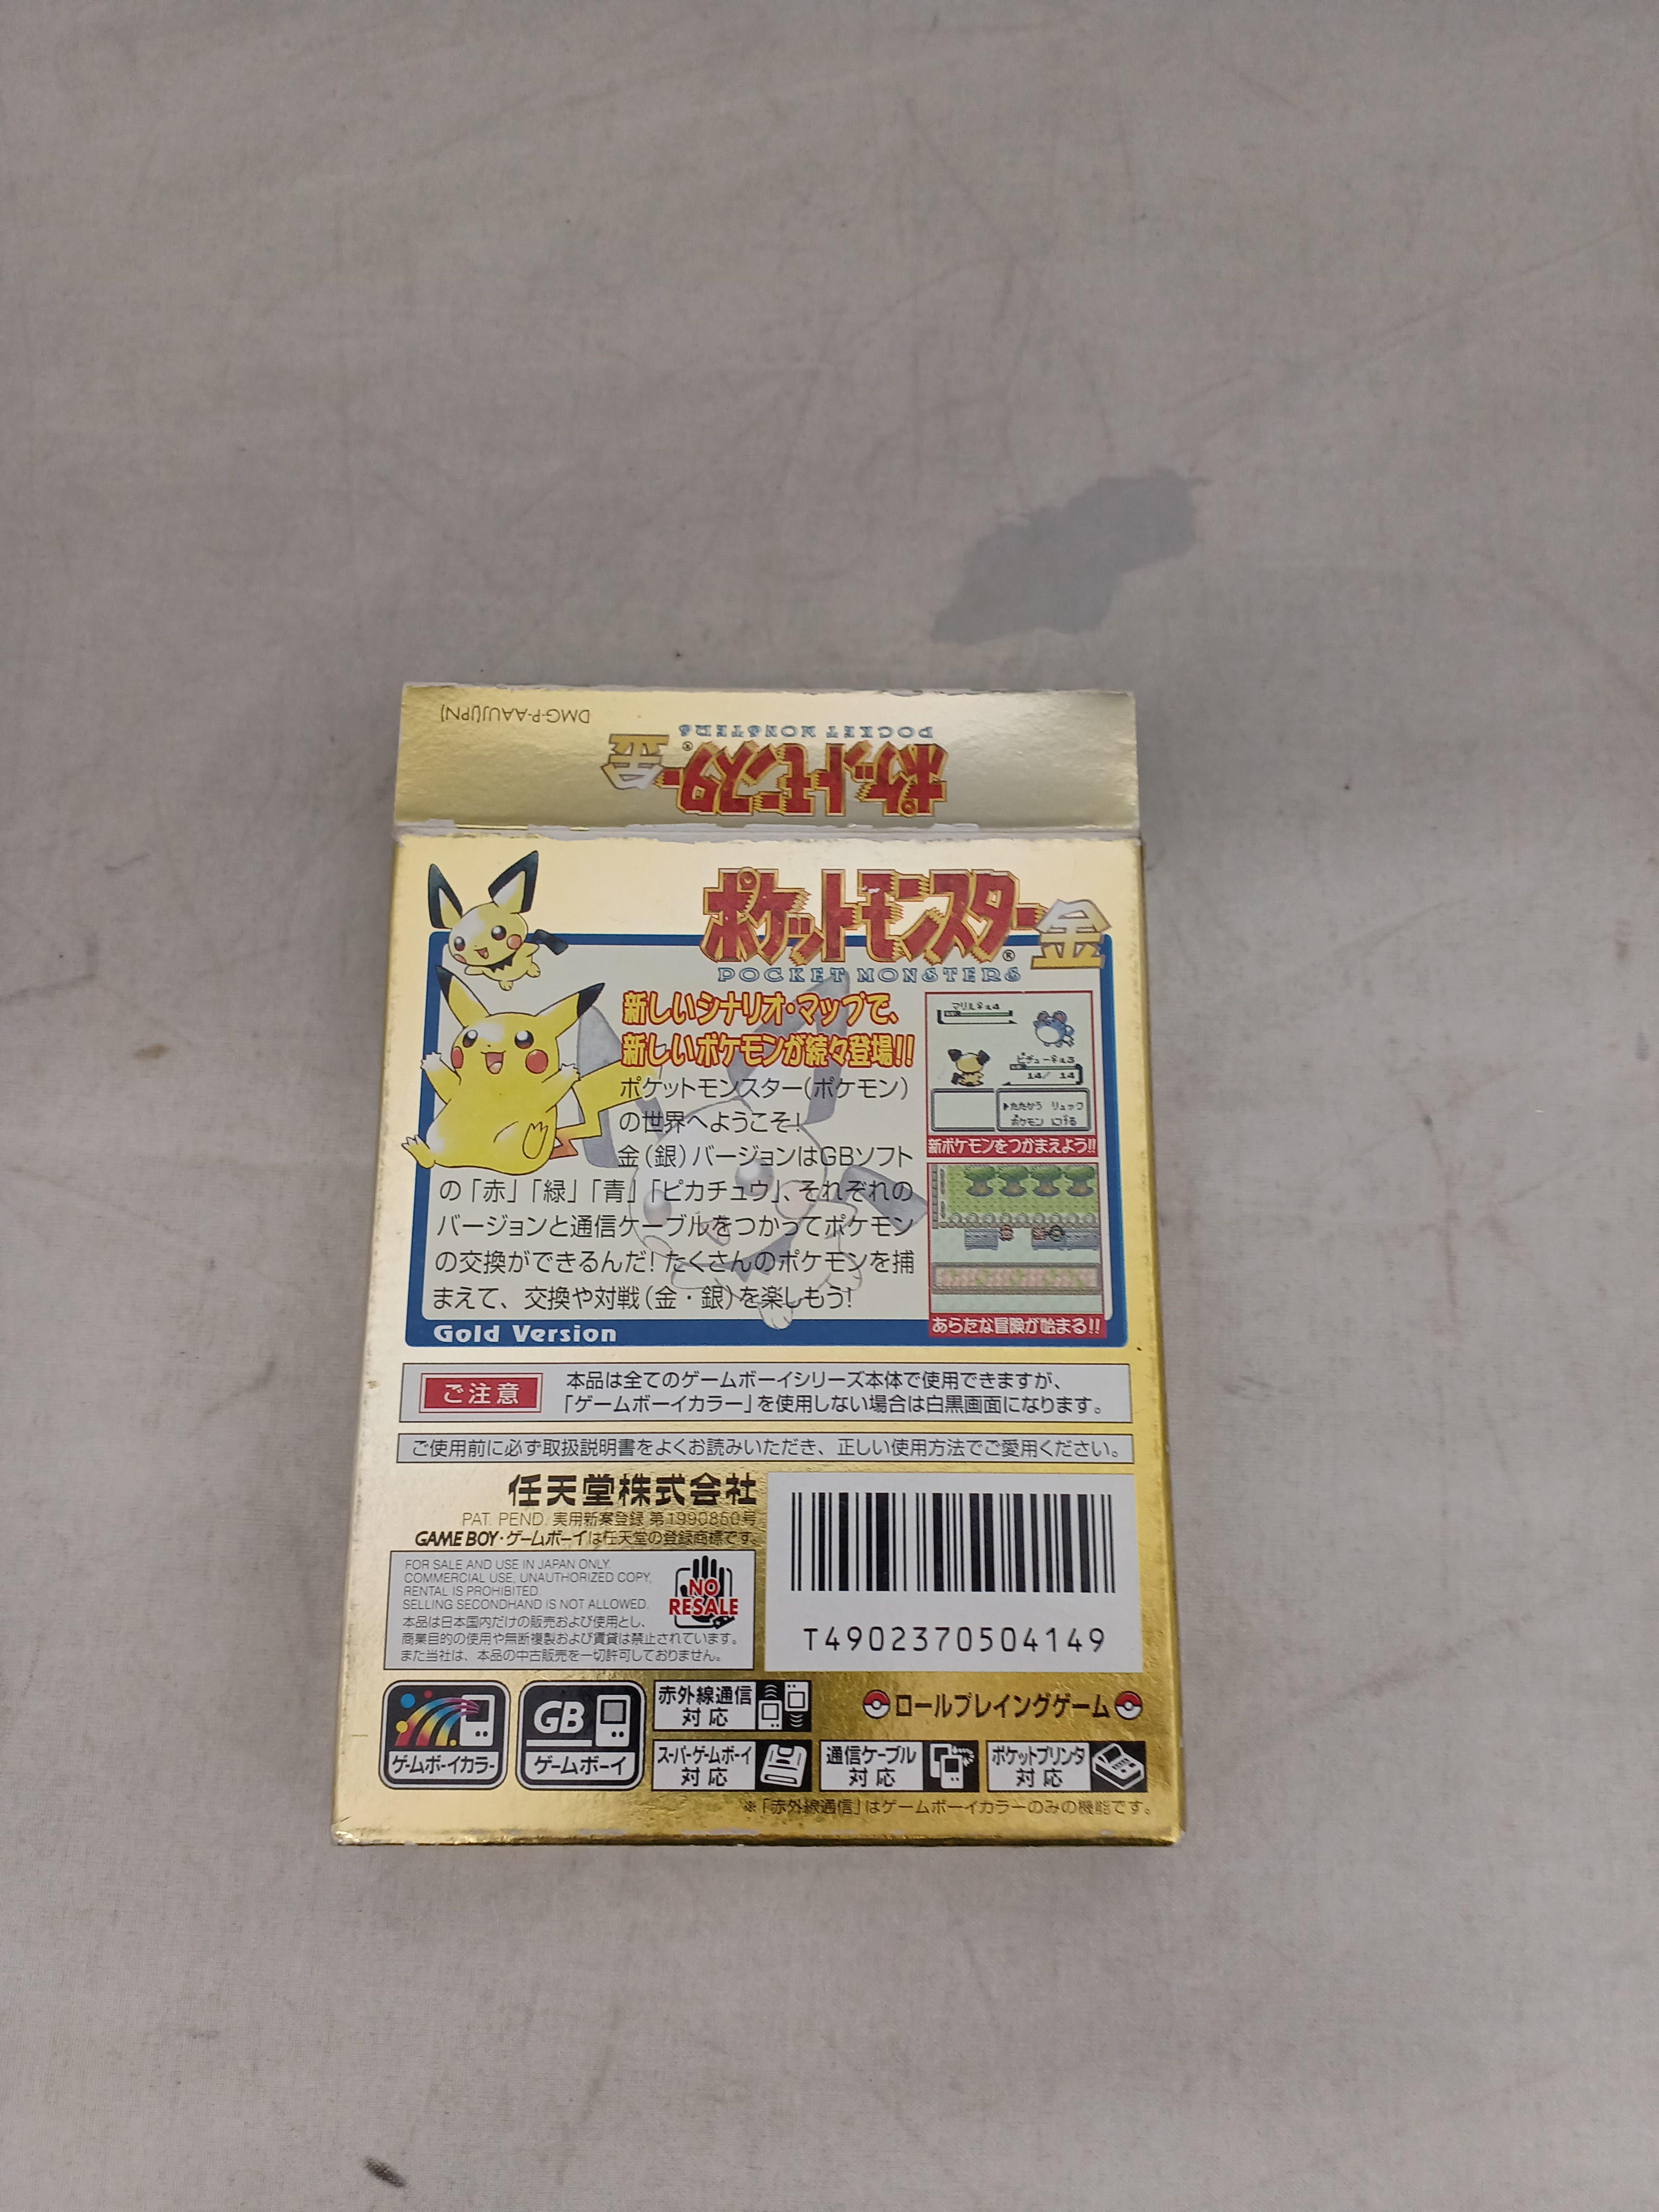 DMG-P-AAUJ(JPN)
POCKET MONSTERS
ポケットモンスター® 金
ポケットモンスター® 金
POCKET MONSTERS
新しいシナリオ・マップで、
新しいポケモンが続々登場!!
ポケットモンスター(ポケモン)
の世界へようこそ!
金(銀)バージョンはGBソフト
の「赤」「緑」「青」「ピカチュウ」、それぞれの
バージョンと通信ケーブルをつかってポケモン
の交換ができるんだ!たくさんのポケモンを捕
まえて、交換や対戦(金・銀)を楽しもう!
マリル
14/ 14
▶たたかう リュック
ポケモン にげる
新ポケモンをつかまえよう!!
あらたな冒険が始まる!!
Gold Version
ご注意
本品は全てのゲームボーイシリーズ本体で使用できますが、
「ゲームボーイカラー」を使用しない場合は白黒画面になります。
ご使用前に必ず取扱説明書をよくお読みいただき、正しい使用方法でご愛用ください。
任天堂株式会社
PAT. PEND. 実用新案登録 第1990850号
GAME BOY・ゲームボーイは任天堂の登録商標です。
FOR SALE AND USE IN JAPAN ONLY.
COMMERCIAL USE, UNAUTHORIZED COPY,
RENTAL IS PROHIBITED.
SELLING SECONDHAND IS NOT ALLOWED.
本品は日本国内だけの販売および使用とし、
商業目的の使用や無断複製および賃貸は禁止されています。
また当社は、本品の中古販売を一切許可しておりません。
NO
RESALE
T4902370504149
ゲームボーイカラー
GB
ゲームボーイ
赤外線通信
対応
ロールプレイングゲーム
スーパーゲームボーイ
対応
通信ケーブル
対応
ポケットプリンタ
対応
※「赤外線通信」はゲームボーイカラーのみの機能です。